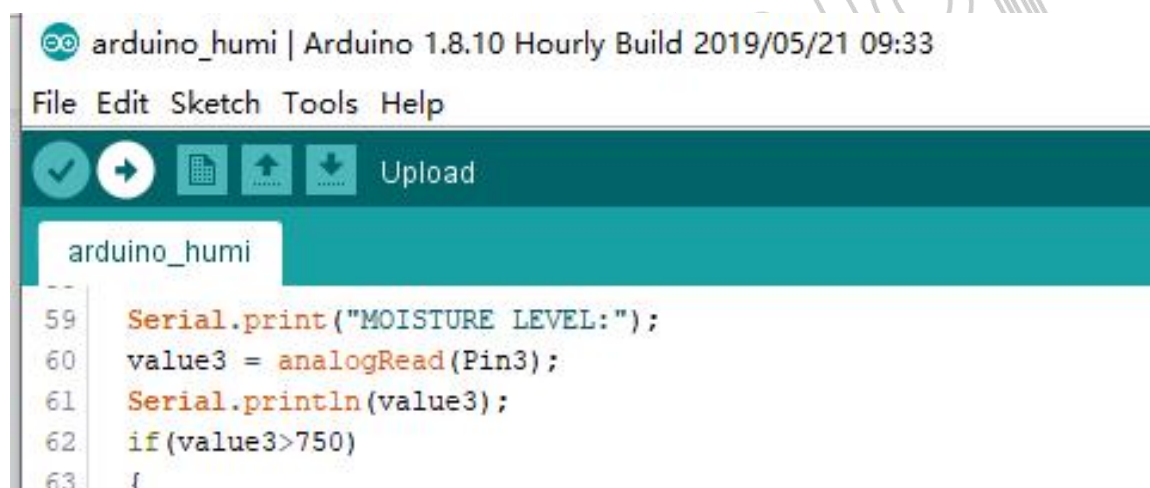 arduino_humi | Arduino 1.8.10 Hourly Build 2019/05/21 09:33
File Edit Sketch Tools Help
Upload
arduino_humi
59 Serial.print("MOISTURE LEVEL:");
60 value3 = analogRead(Pin3);
61 Serial.println(value3);
62 if(value3>750)
63 {